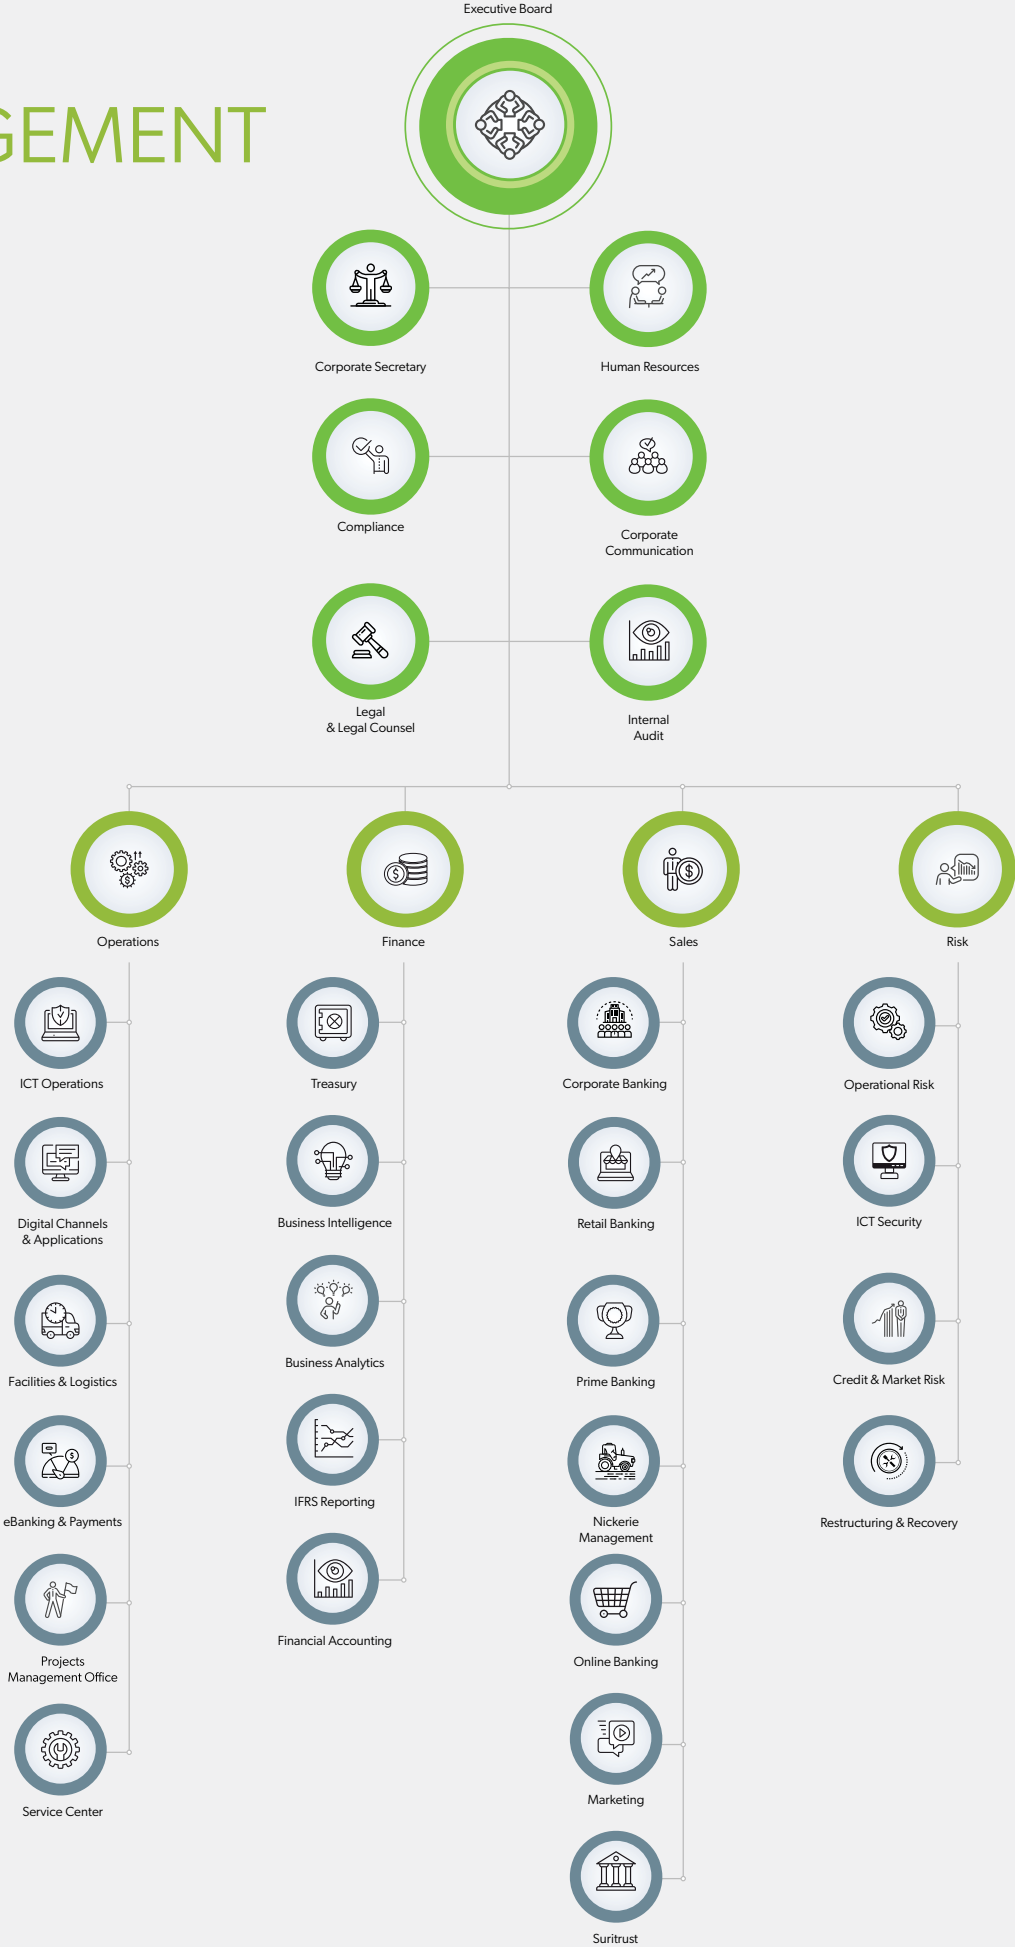 Executive Board
GEMENT
Corporate Secretary
Human Resources
Compliance
Corporate
Communication
Legal
& Legal Counsel
Internal
Audit
Operations
Finance
Sales
Risk
ICT Operations
Digital Channels
& Applications
Facilities & Logistics
eBanking & Payments
Projects
Management Office
Service Center
Treasury
Business Intelligence
Business Analytics
IFRS Reporting
Financial Accounting
Corporate Banking
Retail Banking
Prime Banking
Nickerie
Management
Online Banking
Marketing
Suritrust
Operational Risk
ICT Security
Credit & Market Risk
Restructuring & Recovery